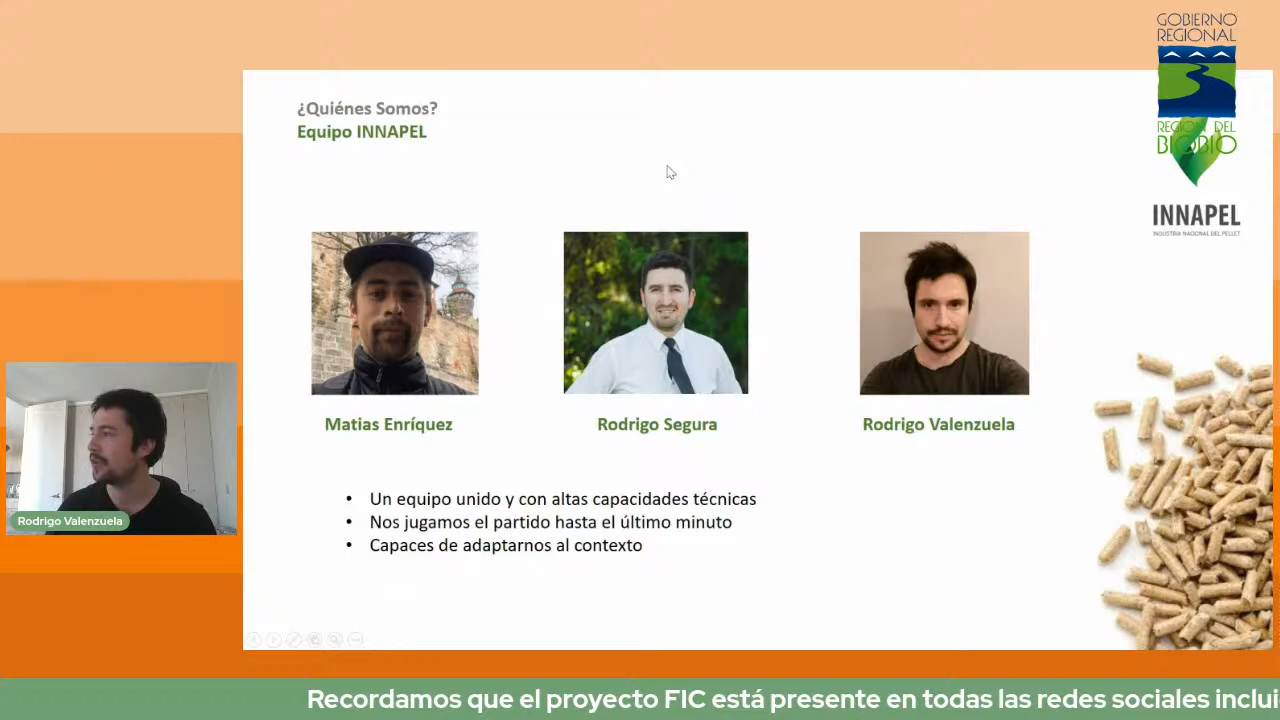 GOBIERNO
REGIONAL
REGIÓN DEL
BIOBIO
INNAPEL
INDUSTRIA NACIONAL DEL PELLET
¿Quiénes Somos?
Equipo INNAPEL
Matias Enríquez
Rodrigo Segura
Rodrigo Valenzuela
• Un equipo unido y con altas capacidades técnicas
• Nos jugamos el partido hasta el último minuto
• Capaces de adaptarnos al contexto
Rodrigo Valenzuela
Recordamos que el proyecto FIC está presente en todas las redes sociales inclui